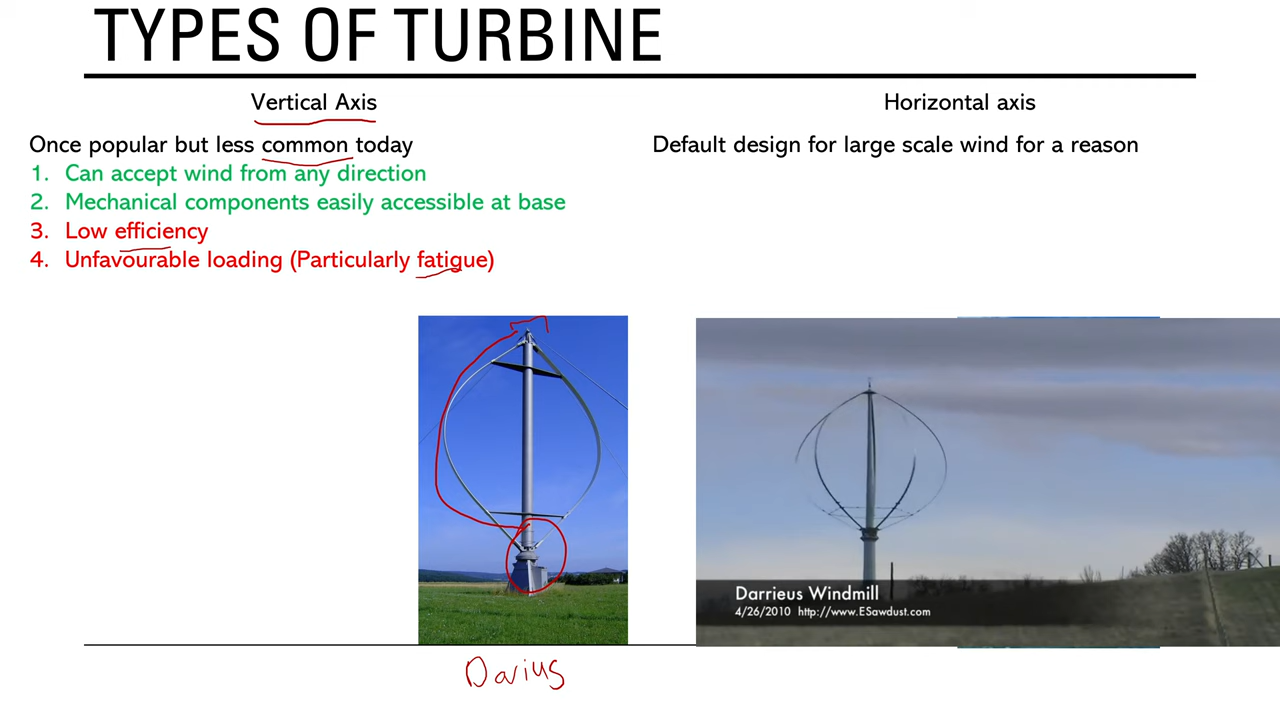 TYPES OF TURBINE
Vertical Axis
Once popular but less common today
1. Can accept wind from any direction
2. Mechanical components easily accessible at base
3. Low efficiency
4. Unfavourable loading (Particularly fatigue)
Horizontal axis
Default design for large scale wind for a reason
Darrieus Windmill
4/26/2010 http://www.ESawdust.com
Darius